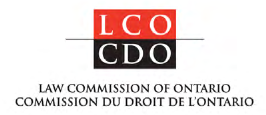 LCO
CDO
LAW COMMISSION OF ONTARIO
COMMISSION DU DROIT DE L'ONTARIO